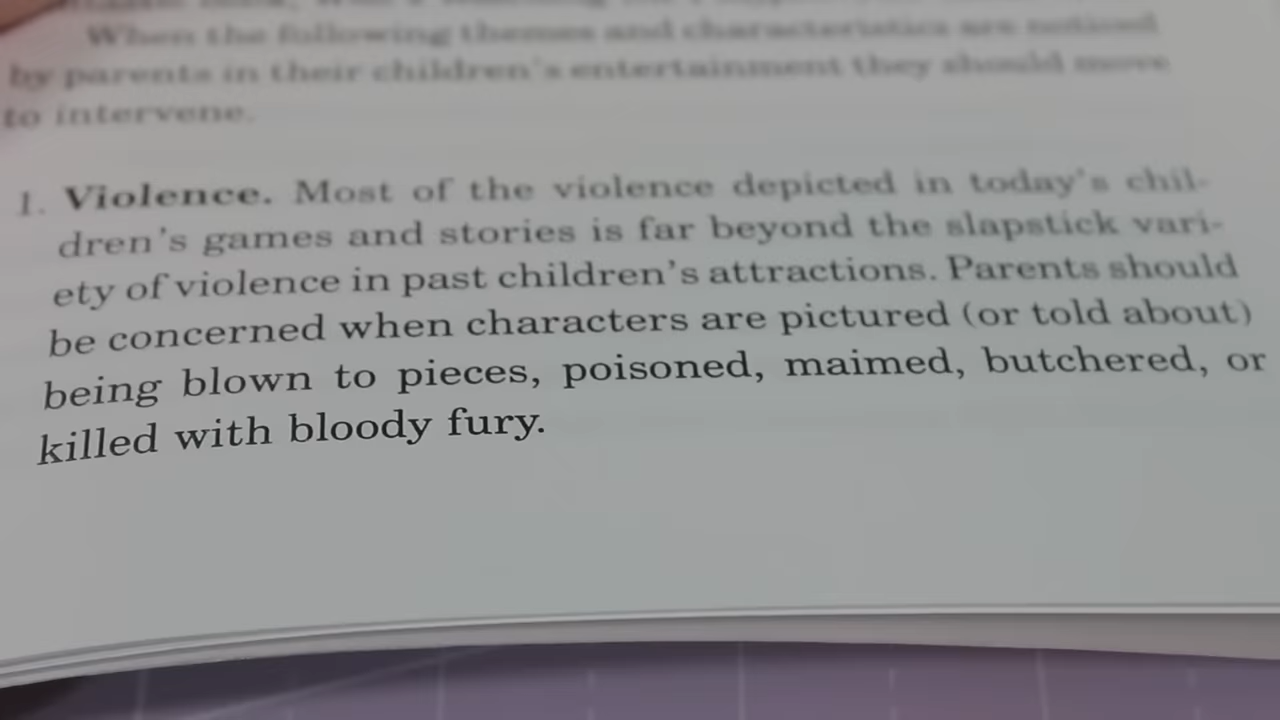 When the following themes and characteristics are noticed
by parents in their children's entertainment they should move
to intervene.
1. Violence. Most of the violence depicted in today's chil-
dren's games and stories is far beyond the slapstick vari-
ety of violence in past children's attractions. Parents should
be concerned when characters are pictured (or told about)
being blown to pieces, poisoned, maimed, butchered, or
killed with bloody fury.